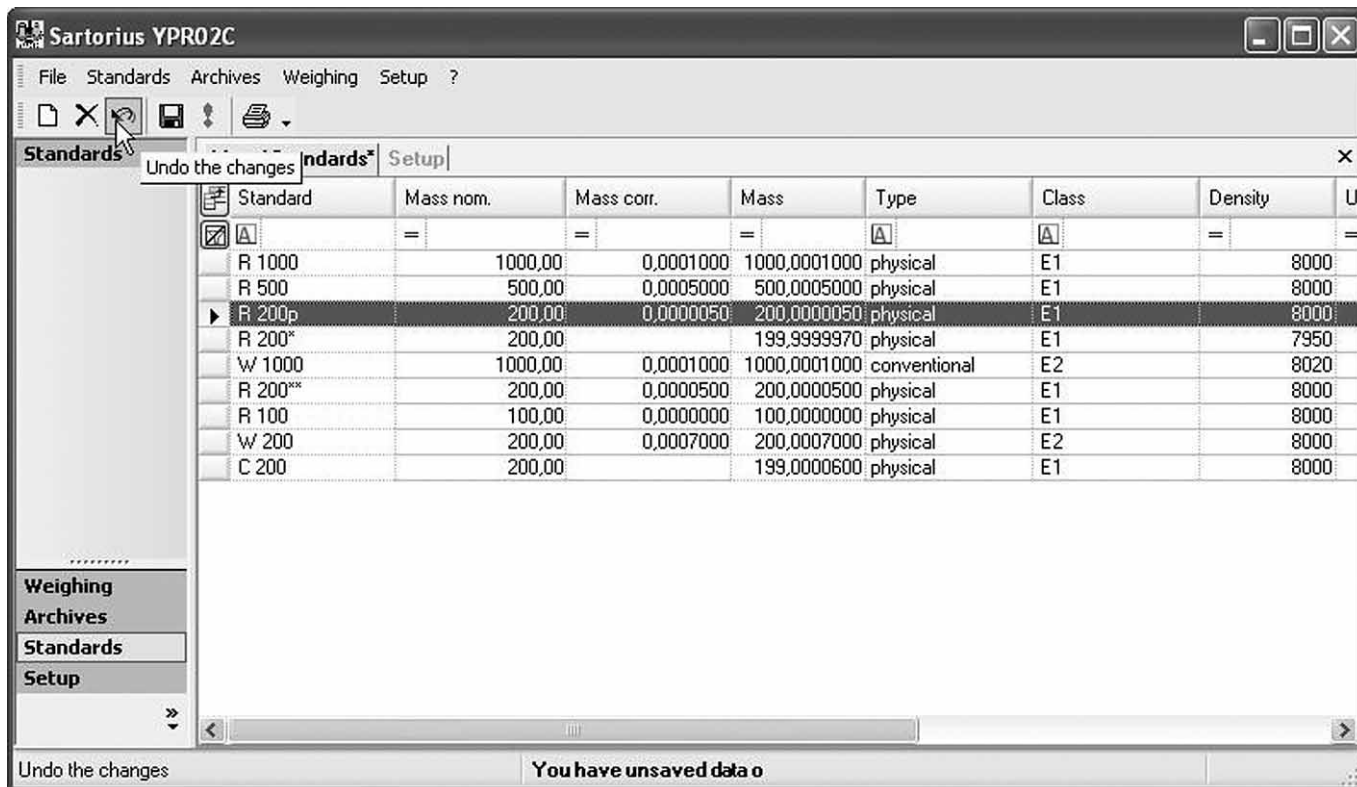 Sartorius YPR02C
File Standards Archives Weighing Setup ?
Standards
Undo the changes
ndards* Setup
Standard Mass nom. Mass corr. Mass Type Class Density U
A = = = A A = =
R 1000 1000,00 0,0001000 1000,0001000 physical E1 8000
R 500 500,00 0,0005000 500,0005000 physical E1 8000
R 200p 200,00 0,0000050 200,0000050 physical E1 8000
R 200* 200,00 199,9999970 physical E1 7950
W 1000 1000,00 0,0001000 1000,0001000 conventional E2 8020
R 200** 200,00 0,0000500 200,0000500 physical E1 8000
R 100 100,00 0,0000000 100,0000000 physical E1 8000
W 200 200,00 0,0007000 200,0007000 physical E2 8000
C 200 200,00 199,0000600 physical E1 8000
Weighing
Archives
Standards
Setup
Undo the changes You have unsaved data o